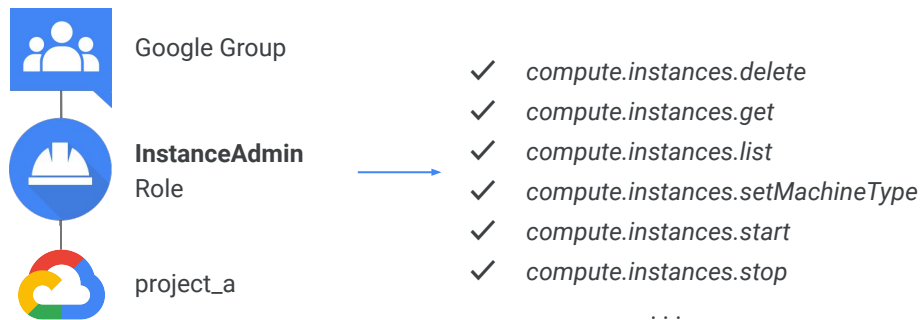 Google Group
InstanceAdmin
Role
project_a
compute.instances.delete
compute.instances.get
compute.instances.list
compute.instances.setMachineType
compute.instances.start
compute.instances.stop
. . .